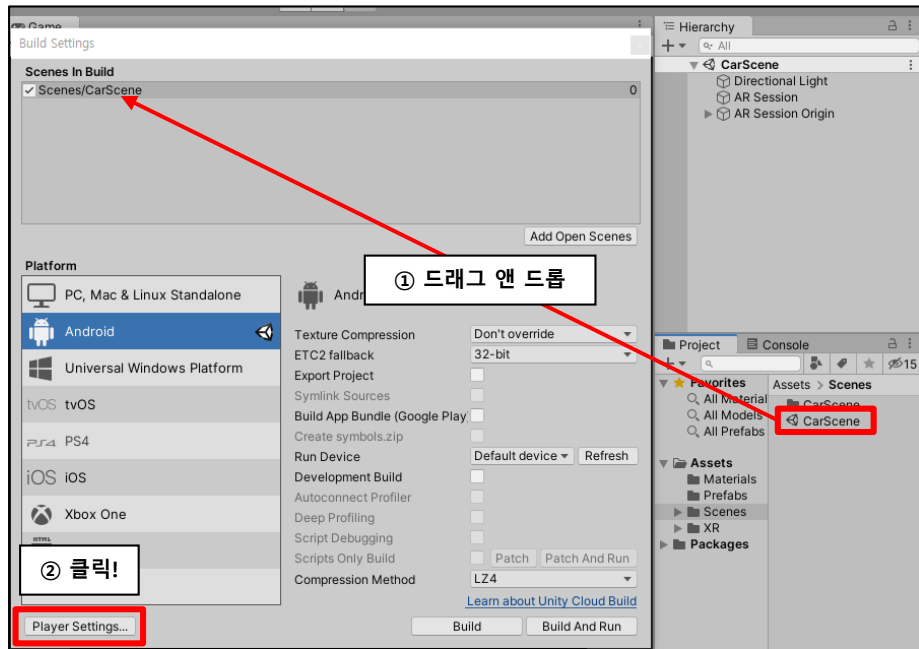 Game
Build Settings
Scenes In Build
Scenes/CarScene 0
Add Open Scenes
Platform
PC, Mac & Linux Standalone
Android
Universal Windows Platform
tvOS tvOS
PS4 PS4
iOS iOS
Xbox One
HTML
① 드래그 앤 드롭
② 클릭!
Texture Compression Don't override
ETC2 fallback 32-bit
Export Project
Symlink Sources
Build App Bundle (Google Play)
Create symbols.zip
Run Device Default device Refresh
Development Build
Autoconnect Profiler
Deep Profiling
Script Debugging
Scripts Only Build Patch Patch And Run
Compression Method LZ4
Learn about Unity Cloud Build
Player Settings... Build Build And Run
Hierarchy
All
CarScene
Directional Light
AR Session
AR Session Origin
Project Console
15
Favorites
All Material
All Models
All Prefabs
Assets
Materials
Prefabs
Scenes
XR
Packages
Assets > Scenes
CarScene
CarScene